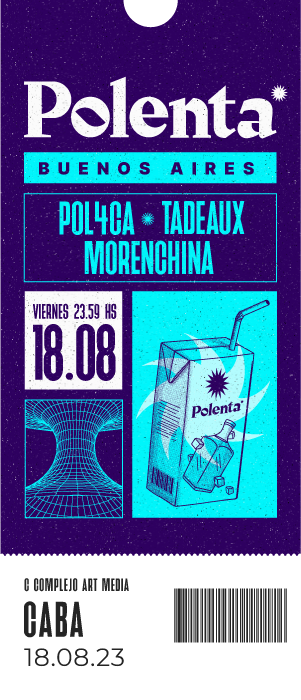 Polenta
BUENOS AIRES
POL4CA TADEAUX
MORENCHINA
VIERNES 23.59 HS
18.08
Polenta
C COMPLEJO ART MEDIA
CABA
18.08.23